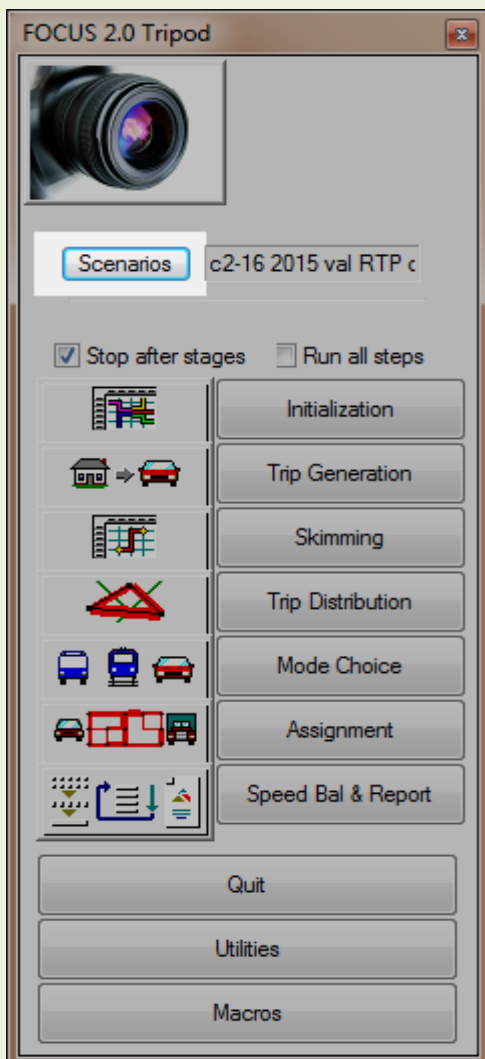 FOCUS 2.0 Tripod
Scenarios c2-16 2015 val RTP c
Stop after stages Run all steps
Initialization
Trip Generation
Skimming
Trip Distribution
Mode Choice
Assignment
Speed Bal & Report
Quit
Utilities
Macros